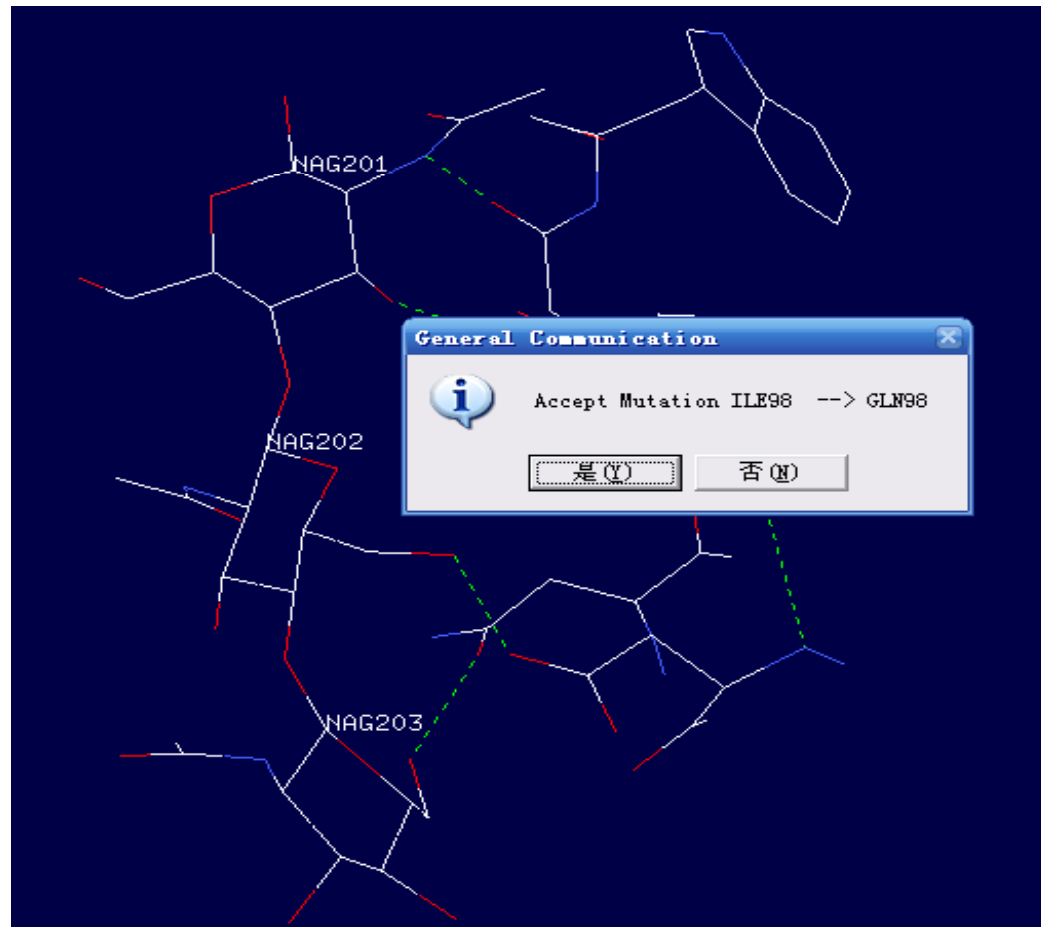 NAG201
General Communication
Accept Mutation ILE98 --> GLN98
是(Y) 否(N)
NAG202
NAG203